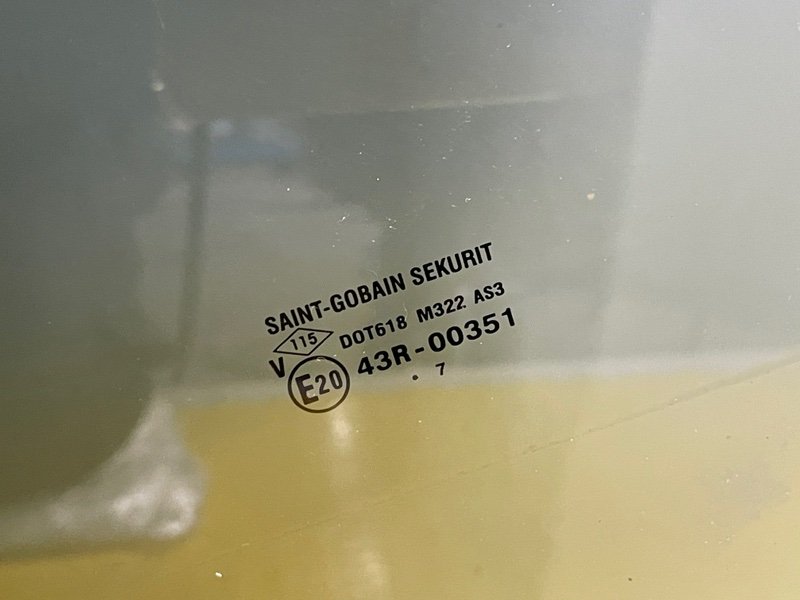 SAINT-GOBAIN SEKURIT
115 DOT618 M322 AS3
V E20 43R-00351
. 7